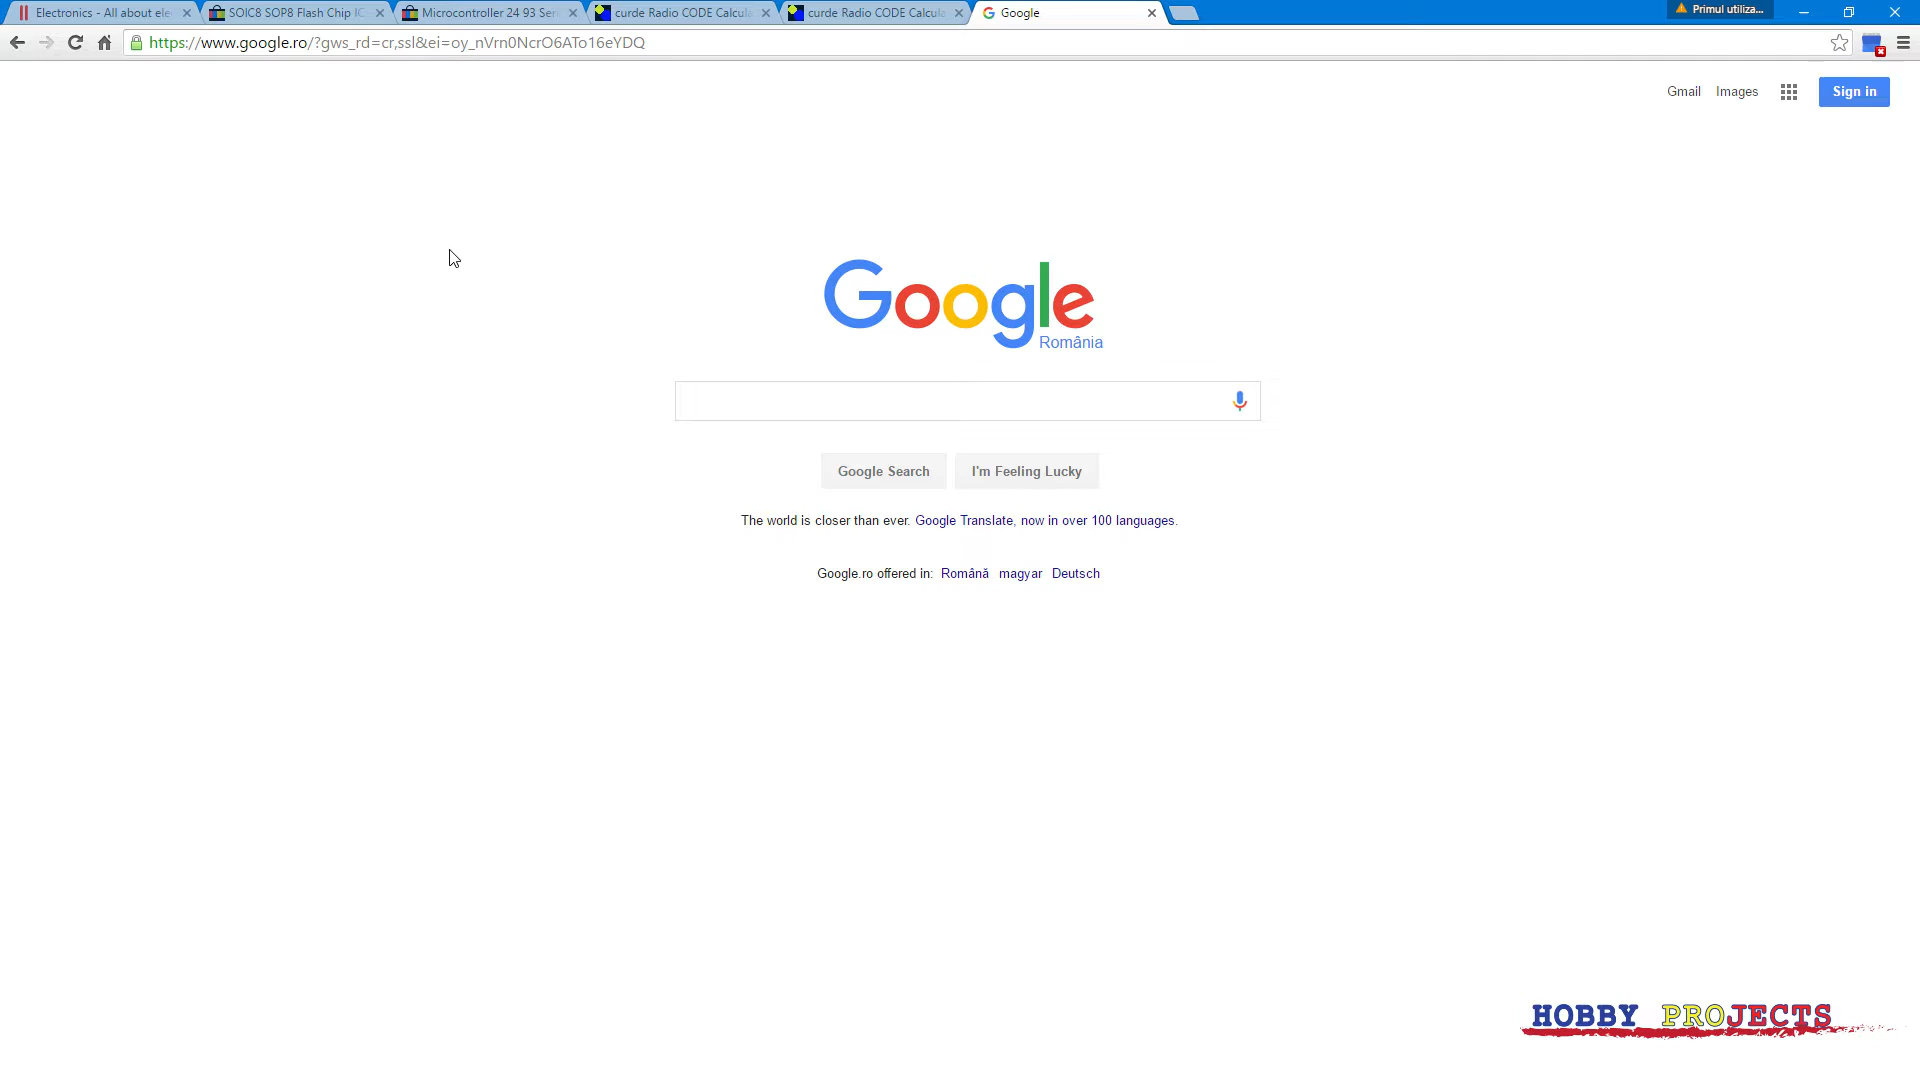 Electronics - All about ele
SOIC8 SOP8 Flash Chip IC
Microcontroller 24 93 Ser
curde Radio CODE Calcula
curde Radio CODE Calcula
Google
Primul utiliza...
https://www.google.ro/?gws_rd=cr,ssl&ei=oy_nVrn0NcrO6ATo16eYDQ
Gmail Images Sign in
Google
România
Google Search I'm Feeling Lucky
The world is closer than ever. Google Translate, now in over 100 languages.
Google.ro offered in: Română magyar Deutsch
HOBBY PROJECTS